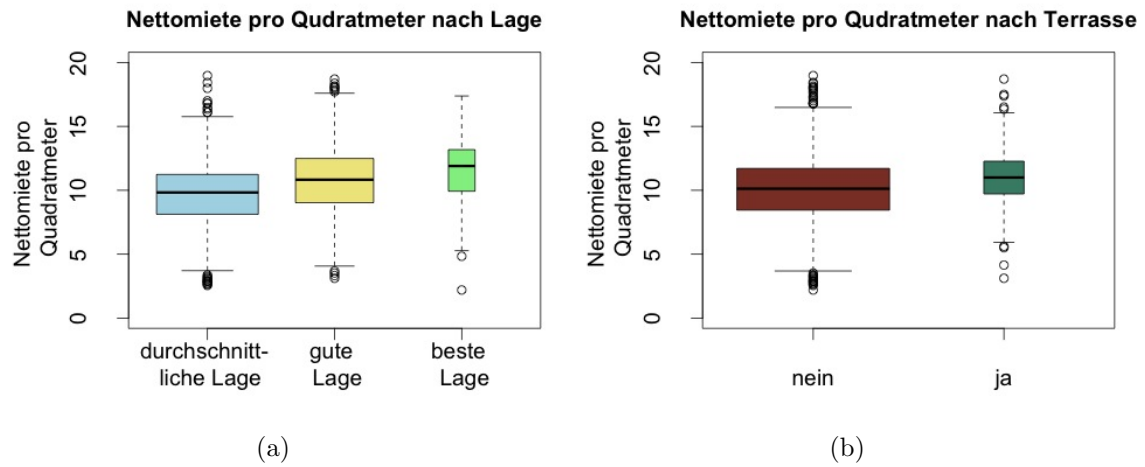 Nettomiete pro Qudratmeter nach Lage
Nettomiete pro
Quadratmeter
20
15
10
5
0
durchschnitt-
liche Lage
gute
Lage
beste
Lage
(a)
Nettomiete pro Qudratmeter nach Terrasse
Nettomiete pro
Quadratmeter
20
15
10
5
0
nein
ja
(b)